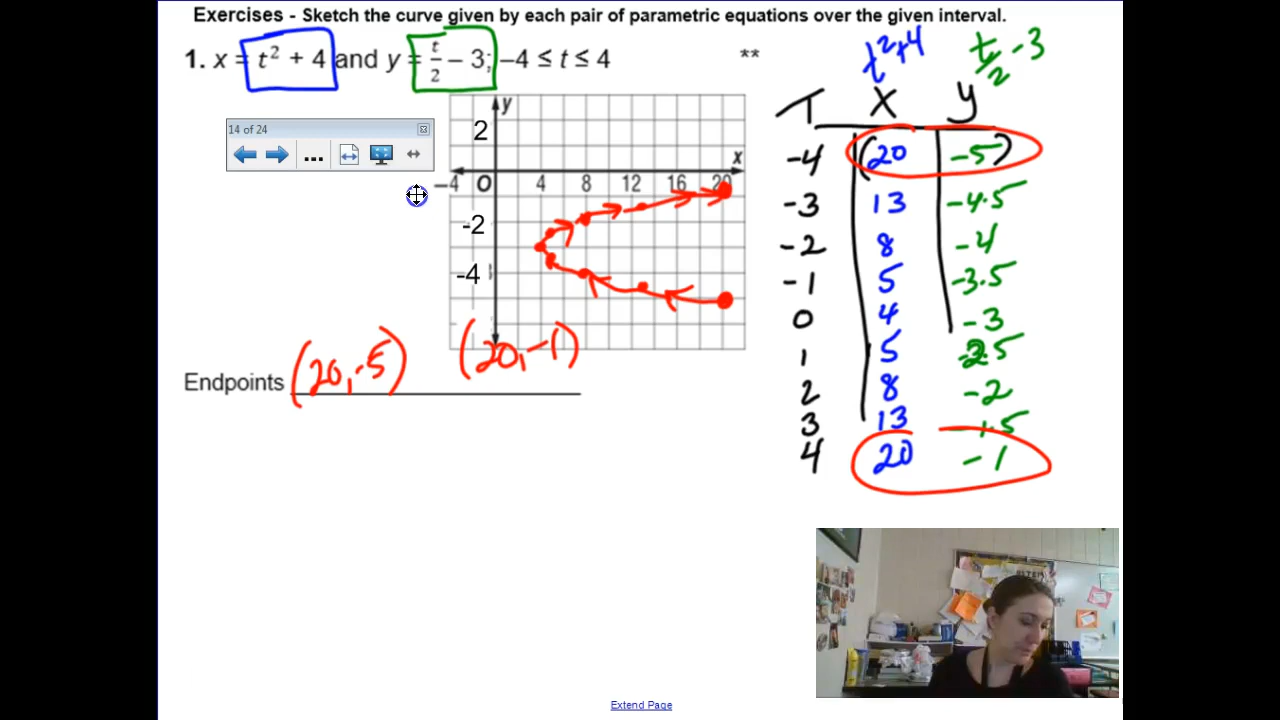 Exercises - Sketch the curve given by each pair of parametric equations over the given interval.
1. x = t² + 4 and y = t/2 – 3; –4 ≤ t ≤ 4 **
t²+4 t/2 -3
T X y
-4 (20 -5)
-3 13 -4.5
-2 8 -4
-1 5 -3.5
0 4 -3
1 5 -2.5
2 8 -2
3 13 -1.5
4 20 -1
14 of 24
...
y
2
x
–4 O 4 8 12 16 20
-2
-4
Endpoints (20,-5) (20,-1)
Extend Page